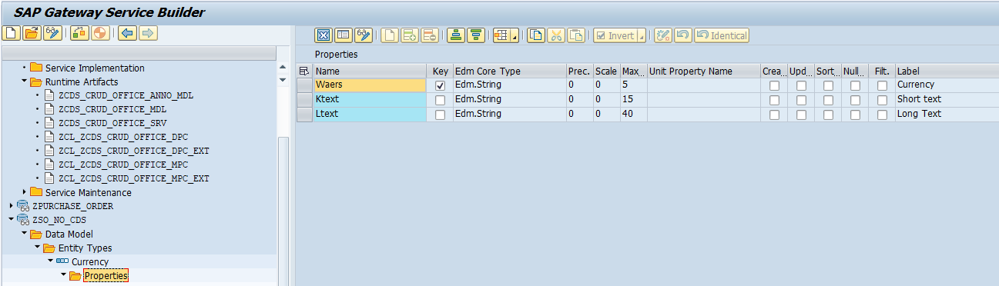 SAP Gateway Service Builder
Invert
Identical
Properties
Name Key Edm Core Type Prec. Scale Max... Unit Property Name Crea... Upd... Sort... Null... Filt. Label
Waers Edm.String 0 0 5 Currency
Ktext Edm.String 0 0 15 Short text
Ltext Edm.String 0 0 40 Long Text
Service Implementation
Runtime Artifacts
ZCDS_CRUD_OFFICE_ANNO_MDL
ZCDS_CRUD_OFFICE_MDL
ZCDS_CRUD_OFFICE_SRV
ZCL_ZCDS_CRUD_OFFICE_DPC
ZCL_ZCDS_CRUD_OFFICE_DPC_EXT
ZCL_ZCDS_CRUD_OFFICE_MPC
ZCL_ZCDS_CRUD_OFFICE_MPC_EXT
Service Maintenance
ZPURCHASE_ORDER
ZSO_NO_CDS
Data Model
Entity Types
Currency
Properties